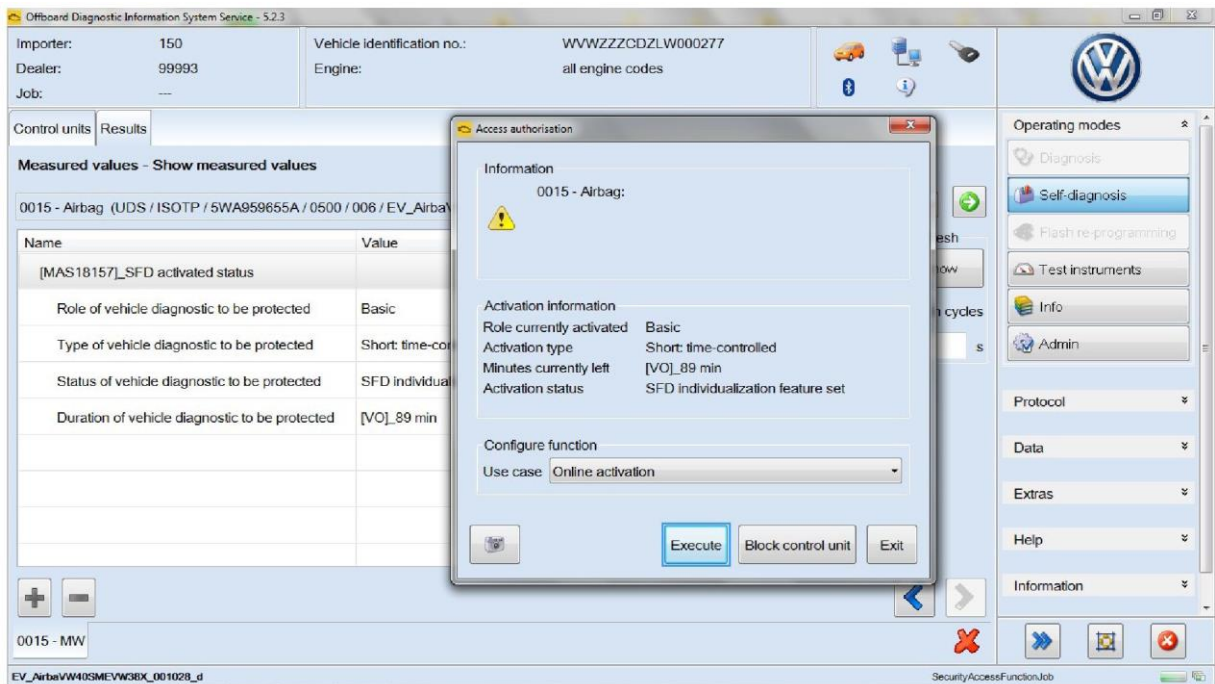 Offboard Diagnostic Information System Service - 5.2.3
Importer: 150
Dealer: 99993
Job: ---
Vehicle identification no.: WVWZZZCDZLW000277
Engine: all engine codes
Control units Results
Measured values - Show measured values
0015 - Airbag (UDS / ISOTP / 5WA959655A / 0500 / 006 /
Name Value
[MAS18157]_SFD activated status
Role of vehicle diagnostic to be protected Basic
Type of vehicle diagnostic to be protected Short:
Status of vehicle diagnostic to be protected SFD
Duration of vehicle diagnostic to be protected [VO]_89 min
cycles
s
0015 - MW
EV_AirbaVW40SMEVW38X_001028_d
SecurityAccessFunctionJob
Access authorisation
Information
0015 - Airbag:
Activation information
Role currently activated Basic
Activation type Short: time-controlled
Minutes currently left [VO]_89 min
Activation status SFD individualization feature set
Configure function
Use case Online activation
Execute Block control unit Exit
Operating modes
Diagnosis
Self-diagnosis
Flash re-programming
Test instruments
Info
Admin
Protocol
Data
Extras
Help
Information